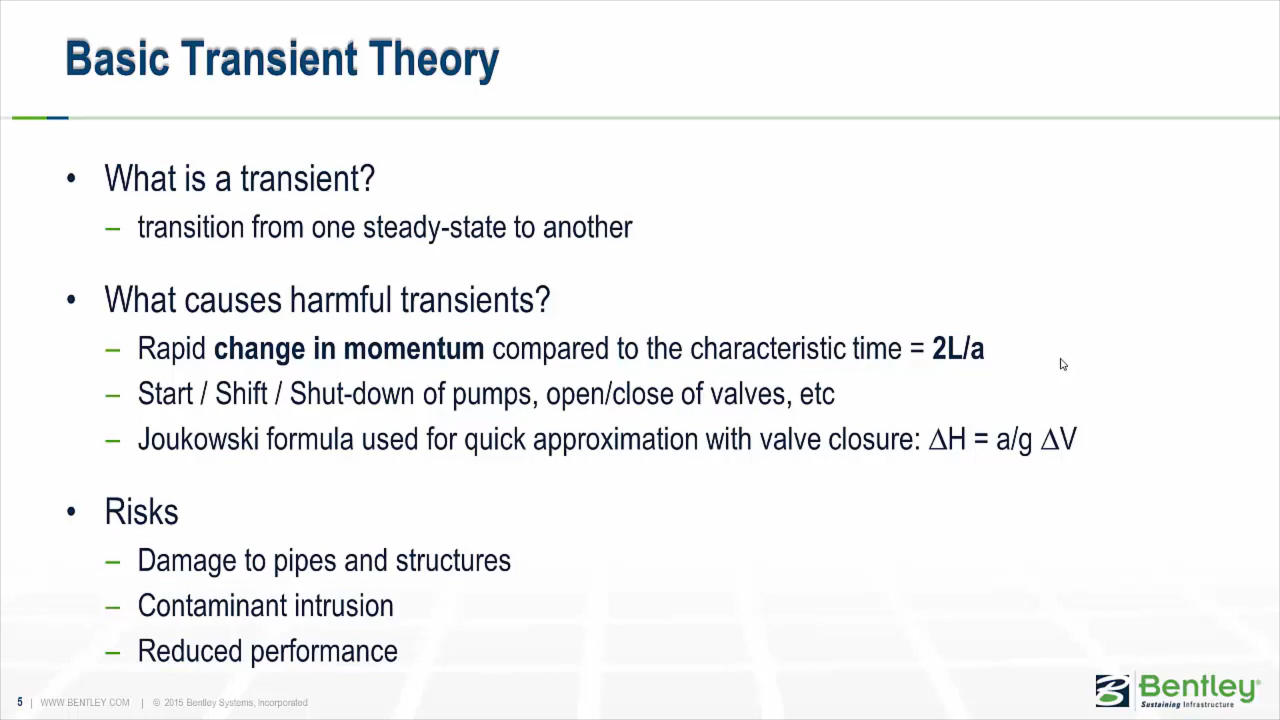 Basic Transient Theory
• What is a transient?
– transition from one steady-state to another
• What causes harmful transients?
– Rapid change in momentum compared to the characteristic time = 2L/a
– Start / Shift / Shut-down of pumps, open/close of valves, etc
– Joukowski formula used for quick approximation with valve closure: ∆H = a/g ∆V
• Risks
– Damage to pipes and structures
– Contaminant intrusion
– Reduced performance
5 | WWW.BENTLEY.COM | © 2015 Bentley Systems, Incorporated
Bentley®
Sustaining Infrastructure